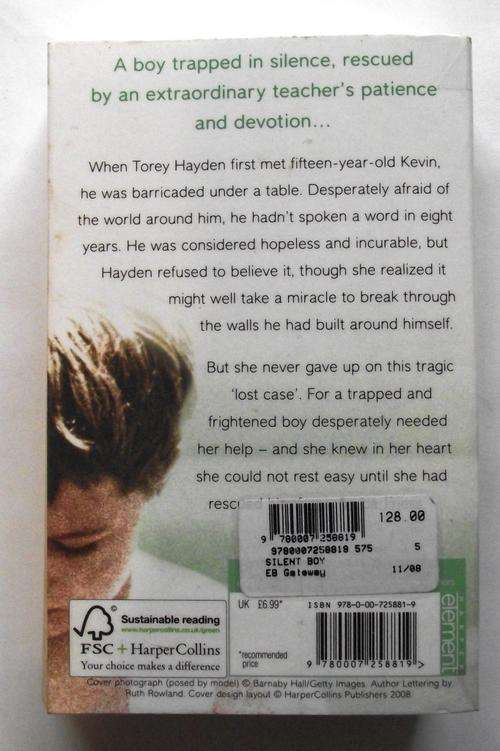 A boy trapped in silence, rescued
by an extraordinary teacher's patience
and devotion...
When Torey Hayden first met fifteen-year-old Kevin,
he was barricaded under a table. Desperately afraid of
the world around him, he hadn't spoken a word in eight
years. He was considered hopeless and incurable, but
Hayden refused to believe it, though she realized it
might well take a miracle to break through
the walls he had built around himself.
But she never gave up on this tragic
'lost case'. For a trapped and
frightened boy desperately needed
her help – and she knew in her heart
she could not rest easy until she had
128.00
9 780007 258819
9780007258819 575 5
SILENT BOY
EB Gateway 11/08
UK £6.99*
ISBN 978-0-00-725881-9
*recommended
price
9 780007 258819 >
element
Sustainable reading
www.harpercollins.co.uk/green
FSC + HarperCollins
Your choice makes a difference
Cover photograph (posed by model) © Barnaby Hall/Getty Images. Author Lettering by
Ruth Rowland. Cover design layout © HarperCollins Publishers 2008